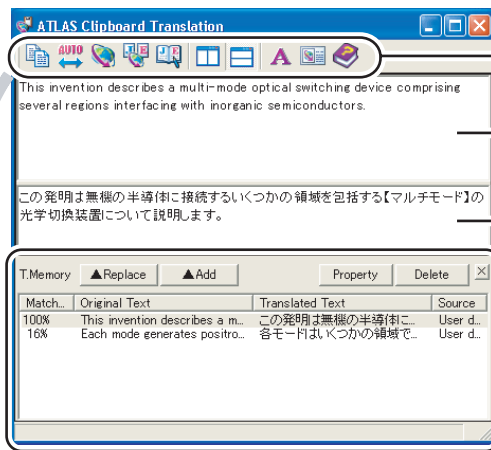 ATLAS Clipboard Translation
AUTO
A
?
This invention describes a multi-mode optical switching device comprising
several regions interfacing with inorganic semiconductors.
この発明は無機の半導体に接続するいくつかの領域を包括する【マルチモード】の
光学切換装置について説明します。
T.Memory ▲Replace ▲Add Property Delete ×
Match... Original Text Translated Text Source
100% This invention describes a m... この発明は無機の半導体に... User d...
16% Each mode generates positro... 各モードはいくつかの領域で... User d...